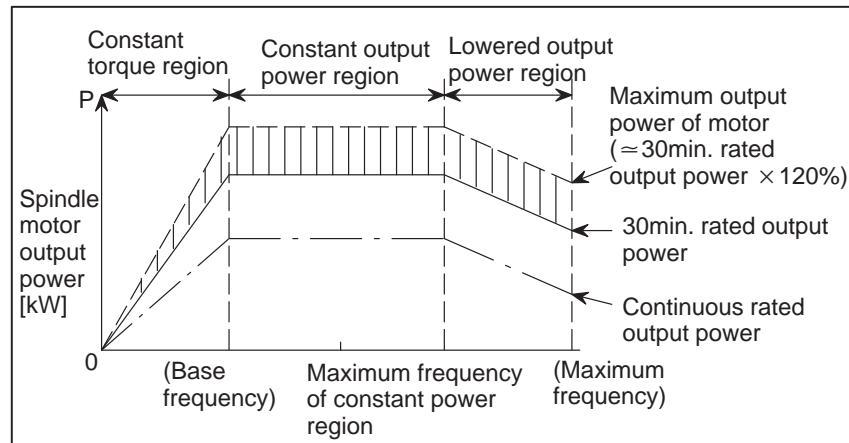 Constant
torque region
Constant output
power region
Lowered output
power region
P
Maximum output
power of motor
(≃30min. rated
output power ×120%)
Spindle
motor
output
power
[kW]
30min. rated output
power
Continuous rated
output power
0
(Base
frequency)
Maximum frequency
of constant power
region
(Maximum
frequency)